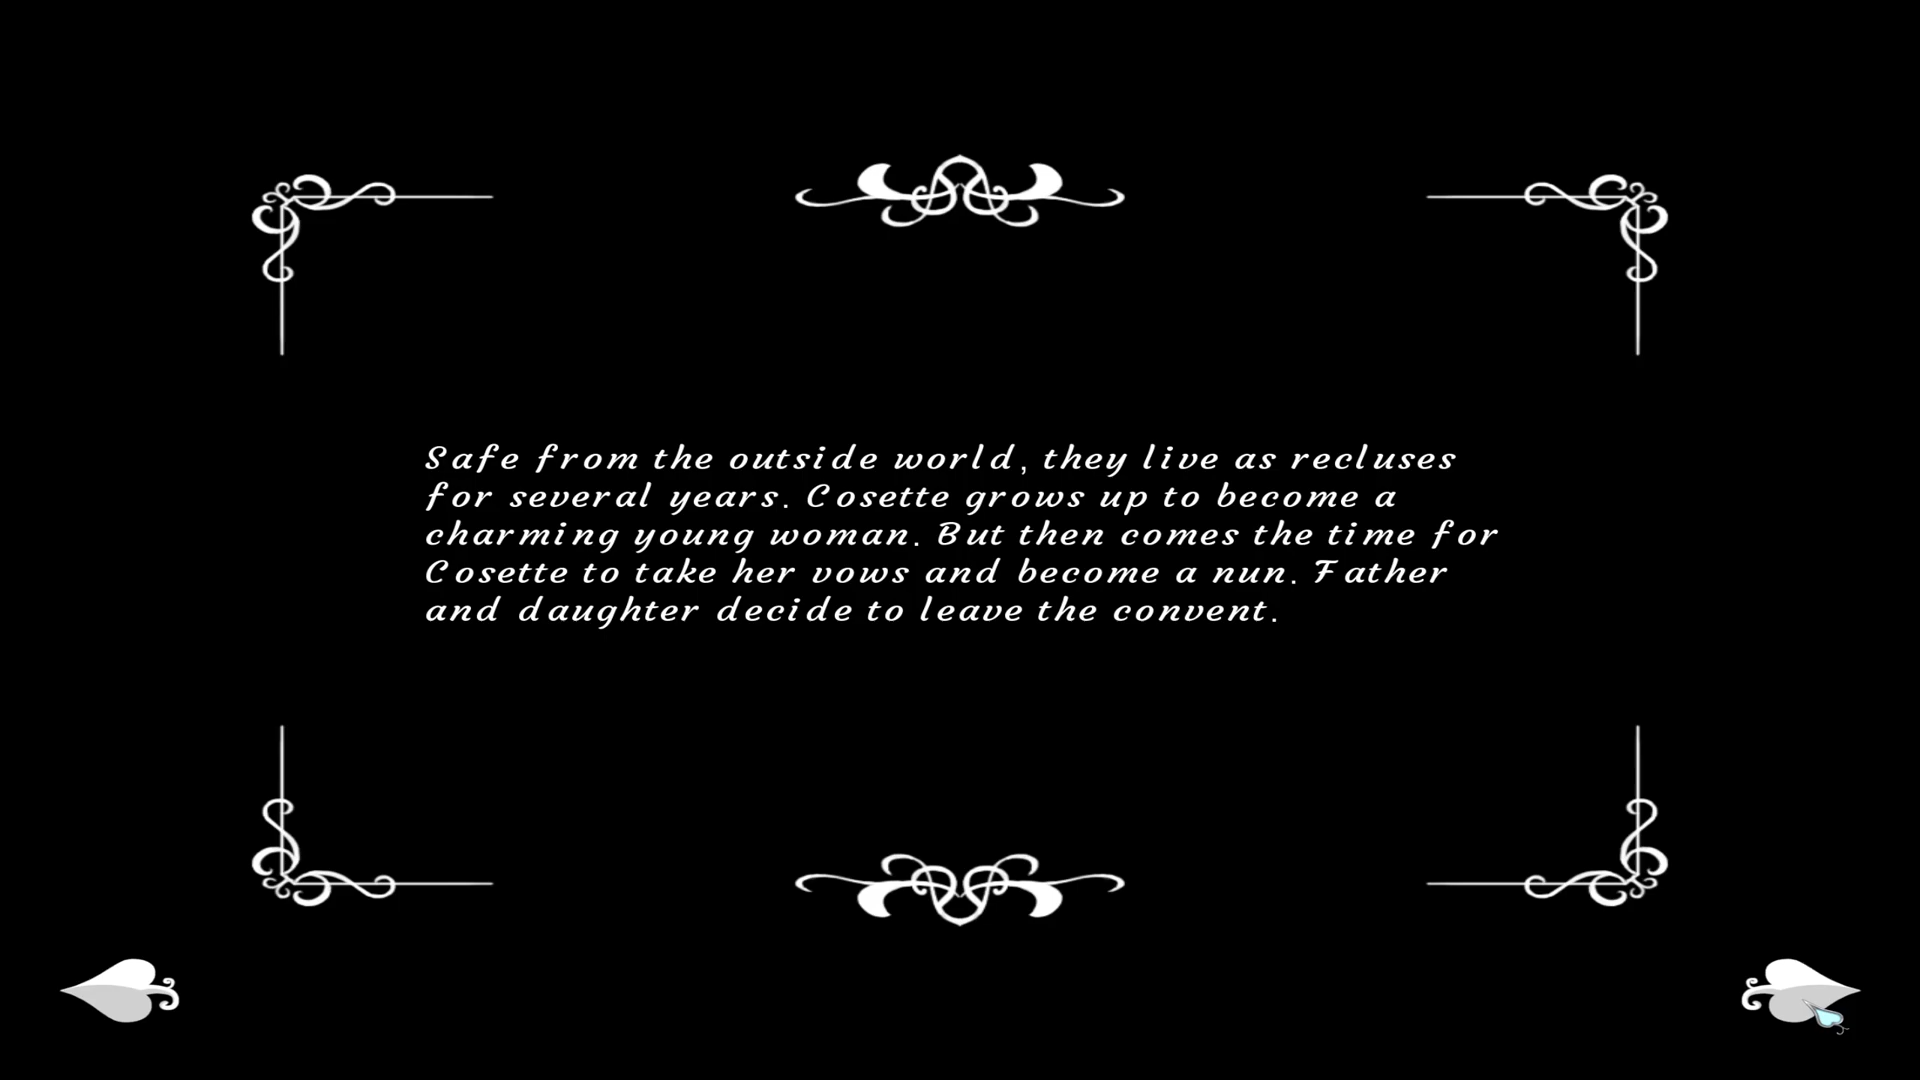 Safe from the outside world, they live as recluses
for several years. Cosette grows up to become a
charming young woman. But then comes the time for
Cosette to take her vows and become a nun. Father
and daughter decide to leave the convent.